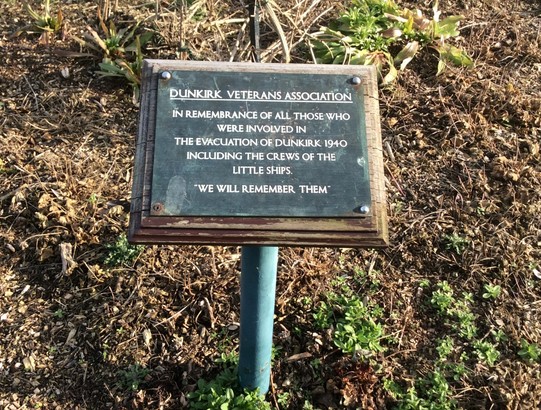 DUNKIRK VETERANS ASSOCIATION
IN REMEMBRANCE OF ALL THOSE WHO
WERE INVOLVED IN
THE EVACUATION OF DUNKIRK 1940
INCLUDING THE CREWS OF THE
LITTLE SHIPS.
"WE WILL REMEMBER THEM"